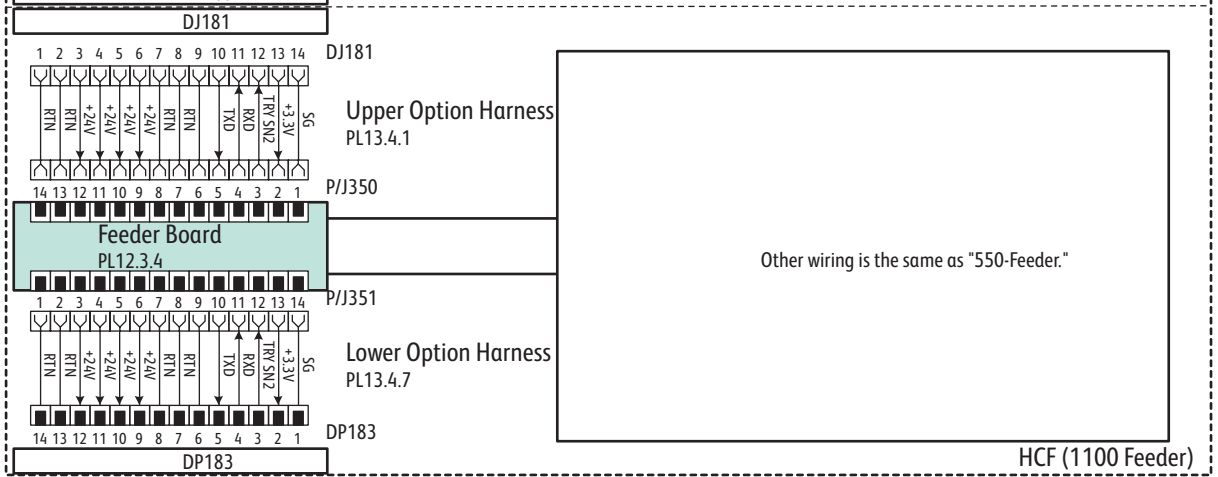 DJ181
1 2 3 4 5 6 7 8 9 10 11 12 13 14 DJ181
RTN RTN +24V +24V +24V +24V RTN RTN TXD RXD TRY SN2 +3.3V SG
Upper Option Harness
PL13.4.1
14 13 12 11 10 9 8 7 6 5 4 3 2 1 P/J350
Feeder Board
PL12.3.4
Other wiring is the same as "550-Feeder."
1 2 3 4 5 6 7 8 9 10 11 12 13 14 P/J351
RTN RTN +24V +24V +24V +24V RTN RTN TXD RXD TRY SN2 +3.3V SG
Lower Option Harness
PL13.4.7
14 13 12 11 10 9 8 7 6 5 4 3 2 1 DP183
DP183
HCF (1100 Feeder)